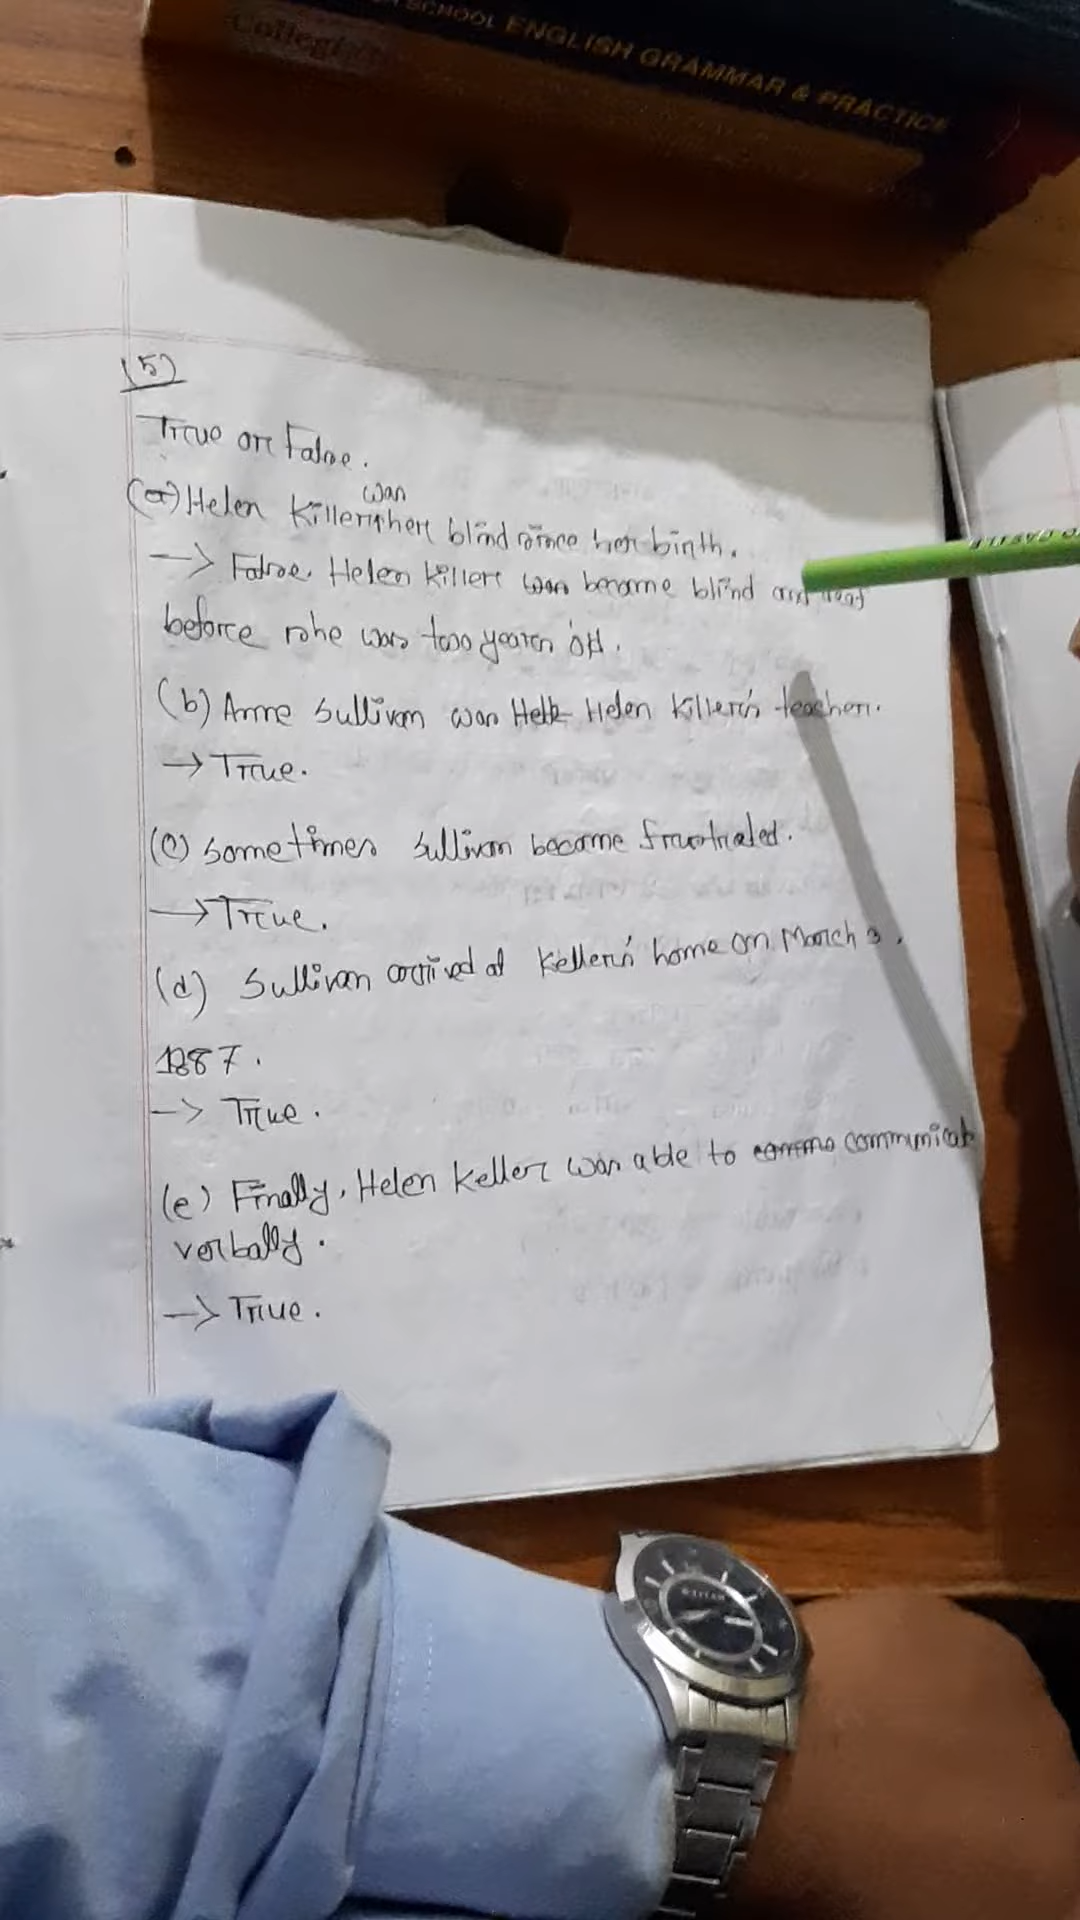 Collegiate
SCHOOL ENGLISH GRAMMAR & PRACTICE
(5)
True or False.
(a) Helen Killer was blind since her birth.
→ False. Helen Killer was became blind and deaf
before she was two years old.
(b) Anne Sullivan was Helen Killer's teacher.
→ True.
(c) Sometimes Sullivan became frustrated.
→ True.
(d) Sullivan arrived at Keller's home on March 3,
1887.
→ True.
(e) Finally, Helen Keller was able to communicate
verbally.
→ True.
TITAN